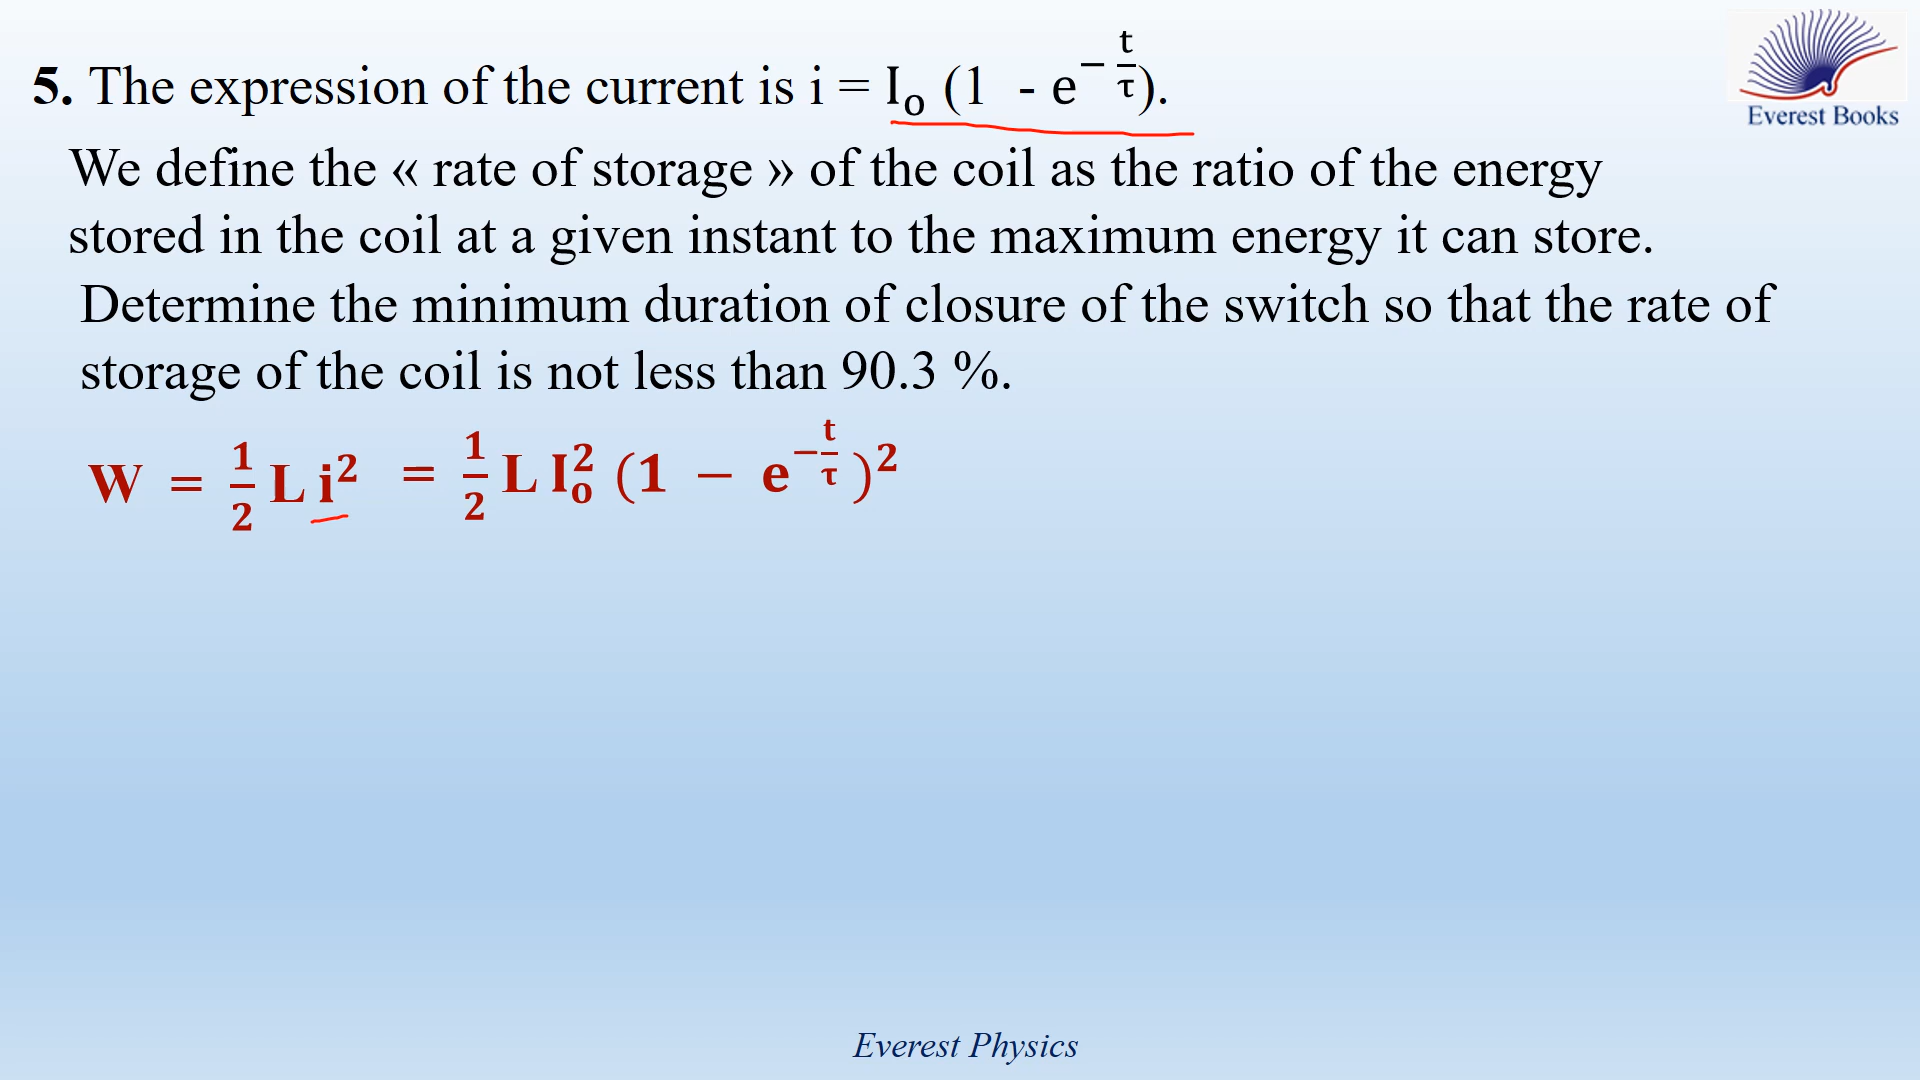 5. The expression of the current is i = Iₒ (1 - e^(−t/τ)).
Everest Books
We define the « rate of storage » of the coil as the ratio of the energy
stored in the coil at a given instant to the maximum energy it can store.
Determine the minimum duration of closure of the switch so that the rate of
storage of the coil is not less than 90.3 %.
W = 1/2 L i² = 1/2 L Iₒ² (1 − e^(−t/τ))²
Everest Physics